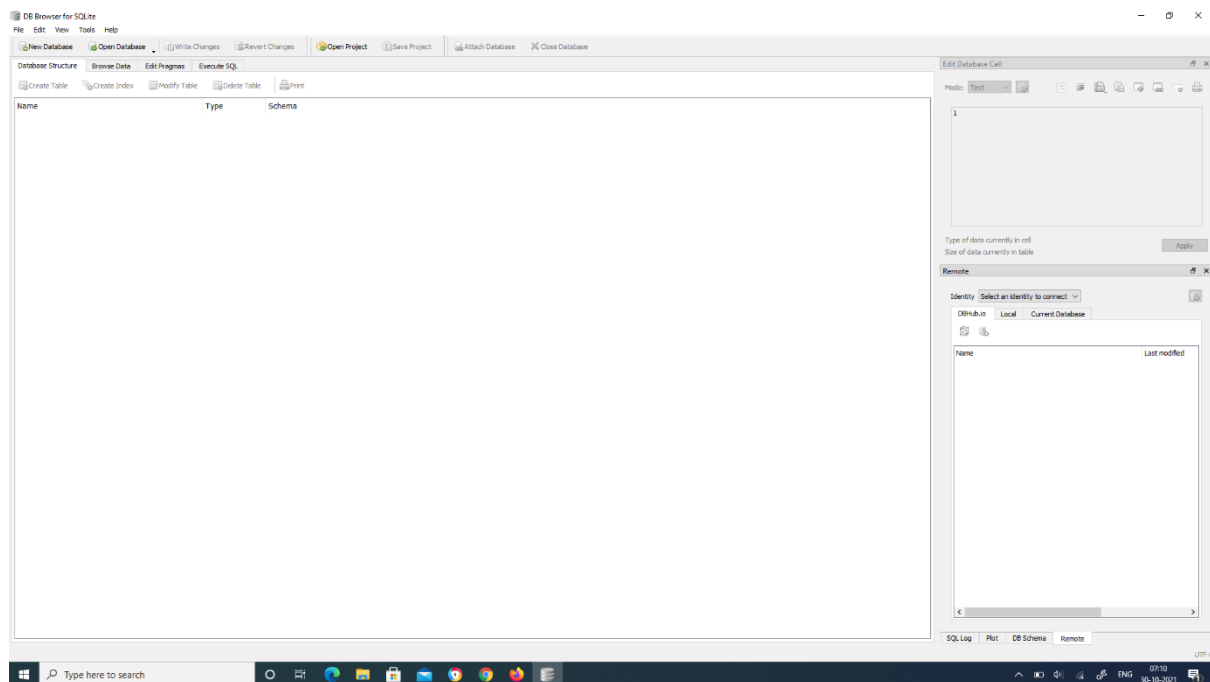 DB Browser for SQLite
File Edit View Tools Help
New Database Open Database Write Changes Revert Changes Open Project Save Project Attach Database Close Database
Database Structure Browse Data Edit Pragmas Execute SQL
Create Table Create Index Modify Table Delete Table Print
Name Type Schema
Edit Database Cell
Mode: Text
1
Type of data currently in cell
Size of data currently in table
Apply
Remote
Identity Select an identity to connect
DBHub.io Local Current Database
Name Last modified
SQL Log Plot DB Schema Remote
UTF-
Type here to search
ENG
07:10
30-10-2021